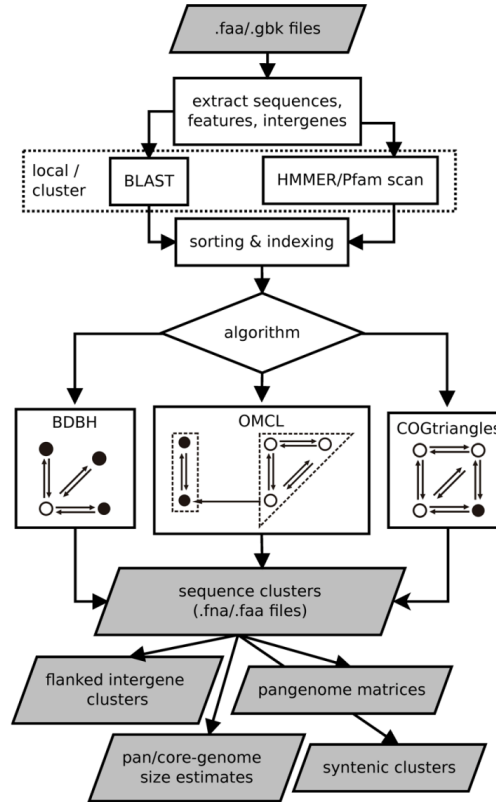 .faa/.gbk files
extract sequences,
features, intergenes
local /
cluster
BLAST
HMMER/Pfam scan
sorting & indexing
algorithm
BDBH
OMCL
COGtriangles
sequence clusters
(.fna/.faa files)
flanked intergene
clusters
pangenome matrices
pan/core-genome
size estimates
syntenic clusters